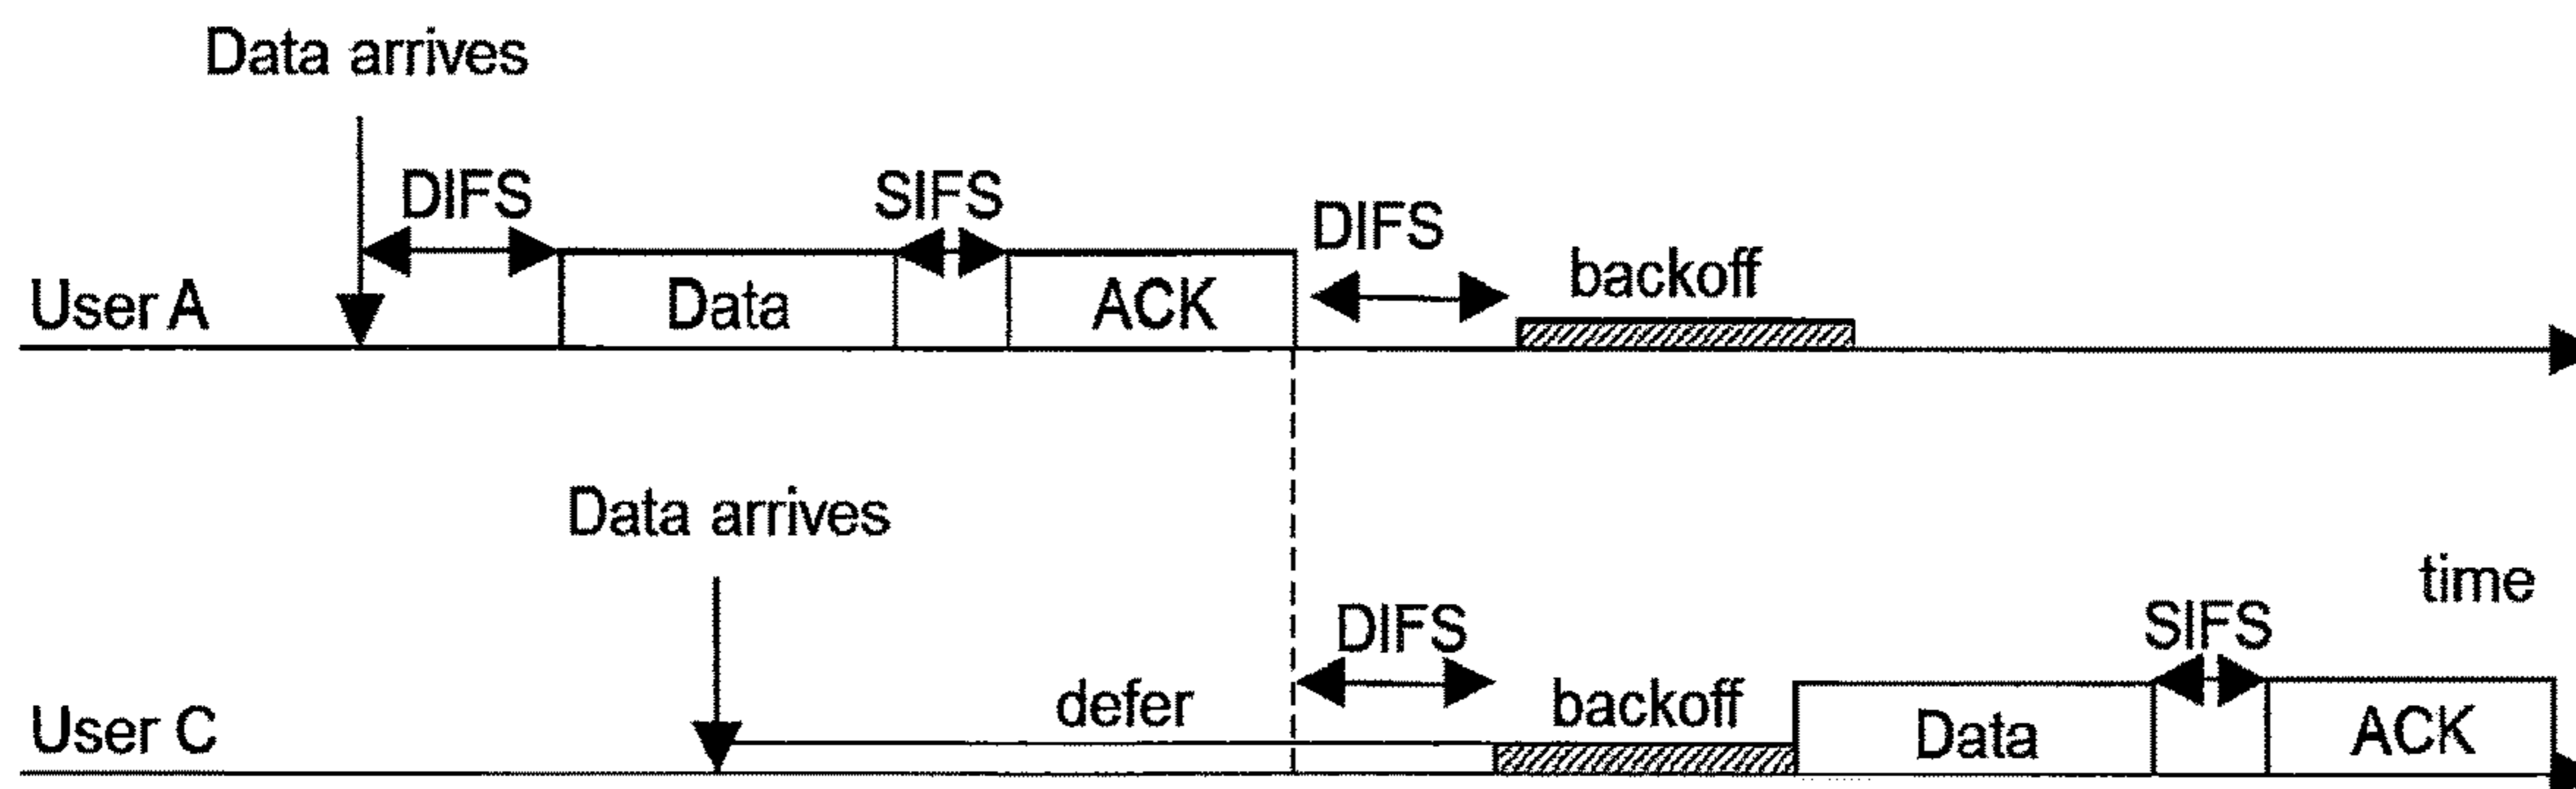 Data arrives
DIFS
SIFS
DIFS
backoff
User A
Data
ACK
Data arrives
time
DIFS
SIFS
defer
backoff
User C
Data
ACK